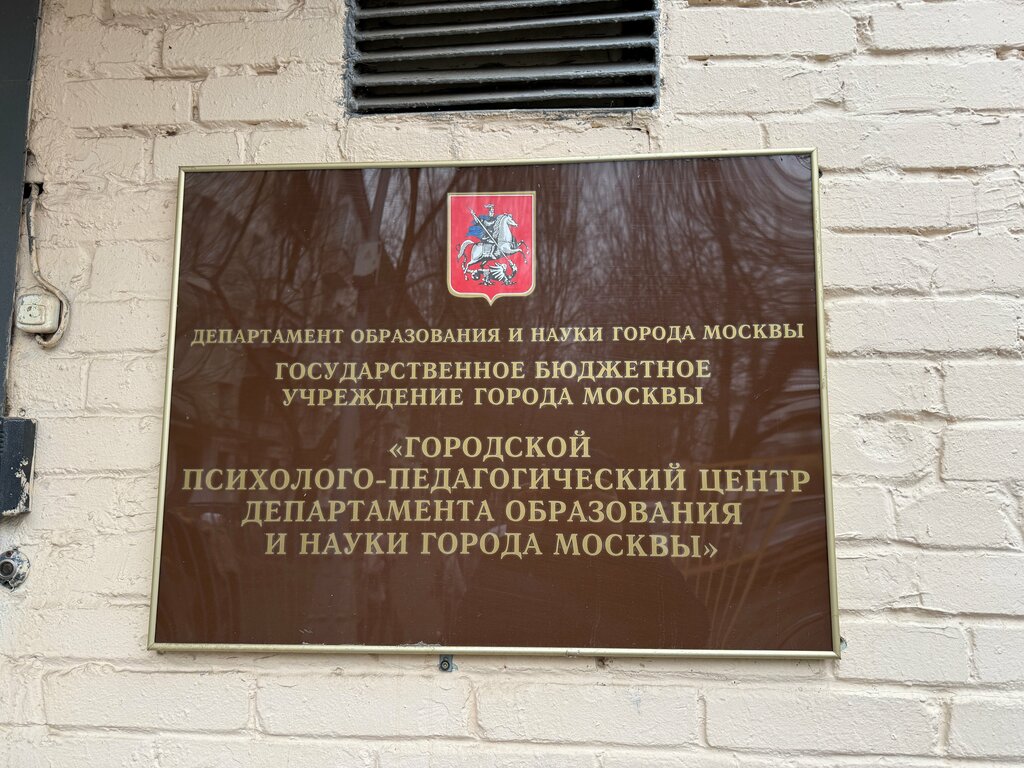 ДЕПАРТАМЕНТ ОБРАЗОВАНИЯ И НАУКИ ГОРОДА МОСКВЫ
ГОСУДАРСТВЕННОЕ БЮДЖЕТНОЕ
УЧРЕЖДЕНИЕ ГОРОДА МОСКВЫ
«ГОРОДСКОЙ
ПСИХОЛОГО-ПЕДАГОГИЧЕСКИЙ ЦЕНТР
ДЕПАРТАМЕНТА ОБРАЗОВАНИЯ
И НАУКИ ГОРОДА МОСКВЫ»